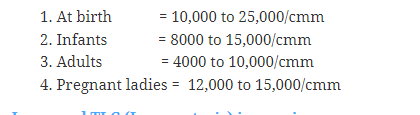 1. At birth = 10,000 to 25,000/cmm
2. Infants = 8000 to 15,000/cmm
3. Adults = 4000 to 10,000/cmm
4. Pregnant ladies = 12,000 to 15,000/cmm